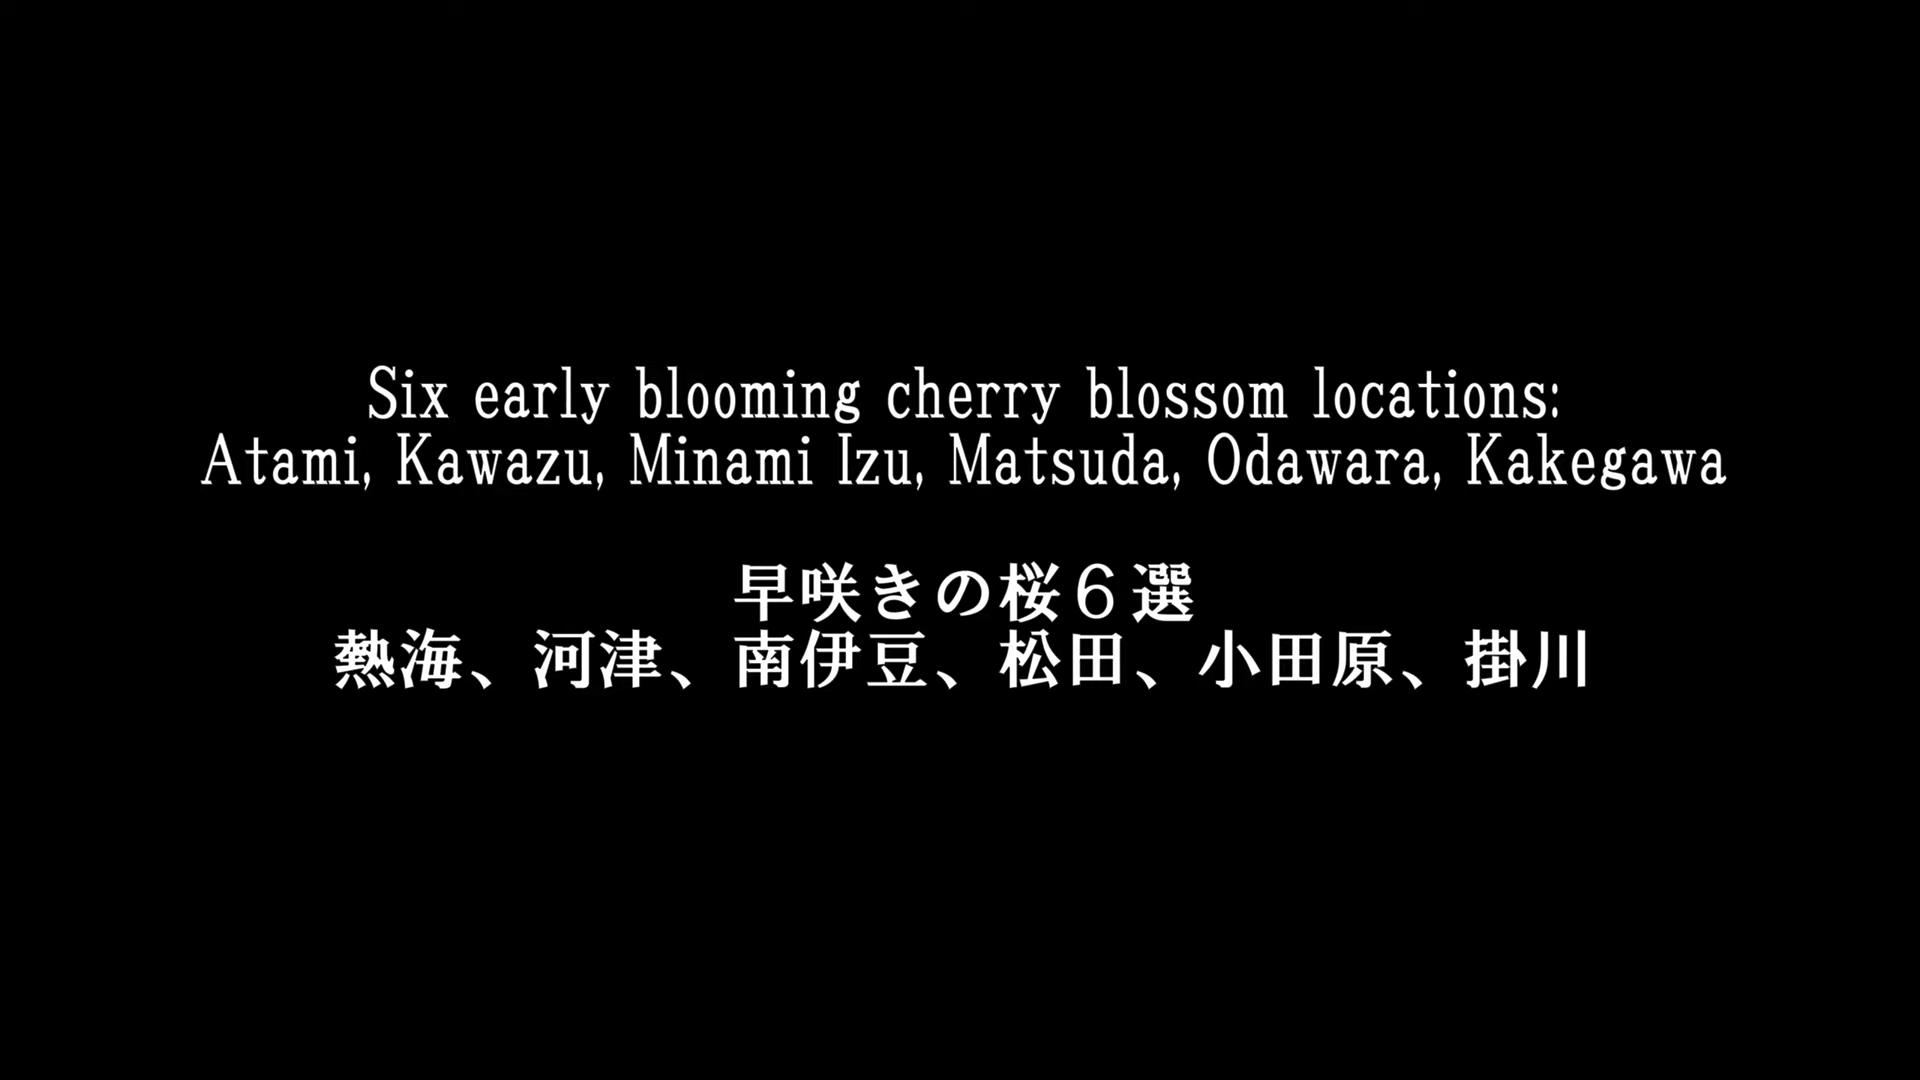 Six early blooming cherry blossom locations:
Atami, Kawazu, Minami Izu, Matsuda, Odawara, Kakegawa
早咲きの桜６選
熱海、河津、南伊豆、松田、小田原、掛川